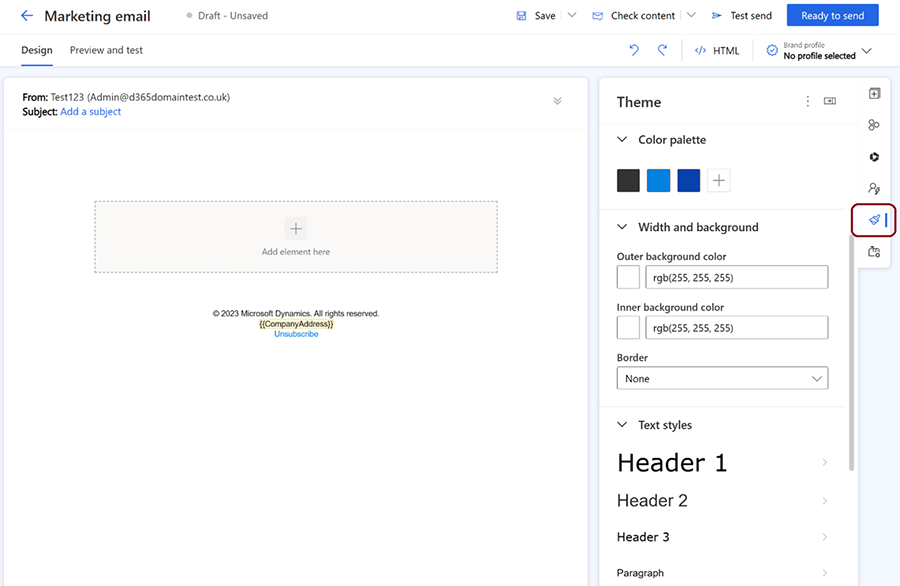 Marketing email Draft - Unsaved Save Check content Test send Ready to send
Design Preview and test HTML Brand profile
No profile selected
From: Test123 (Admin@d365domaintest.co.uk)
Subject: Add a subject
Add element here
© 2023 Microsoft Dynamics. All rights reserved.
{{CompanyAddress}}
Unsubscribe
Theme
Color palette
Width and background
Outer background color
rgb(255, 255, 255)
Inner background color
rgb(255, 255, 255)
Border
None
Text styles
Header 1
Header 2
Header 3
Paragraph